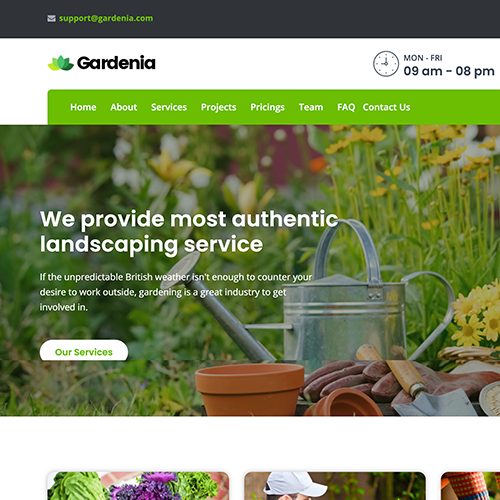 support@gardenia.com
Gardenia
MON - FRI
09 am - 08 pm
Home About Services Projects Pricings Team FAQ Contact Us
We provide most authentic
landscaping service
If the unpredictable British weather isn't enough to counter your
desire to work outside, gardening is a great industry to get
involved in.
Our Services